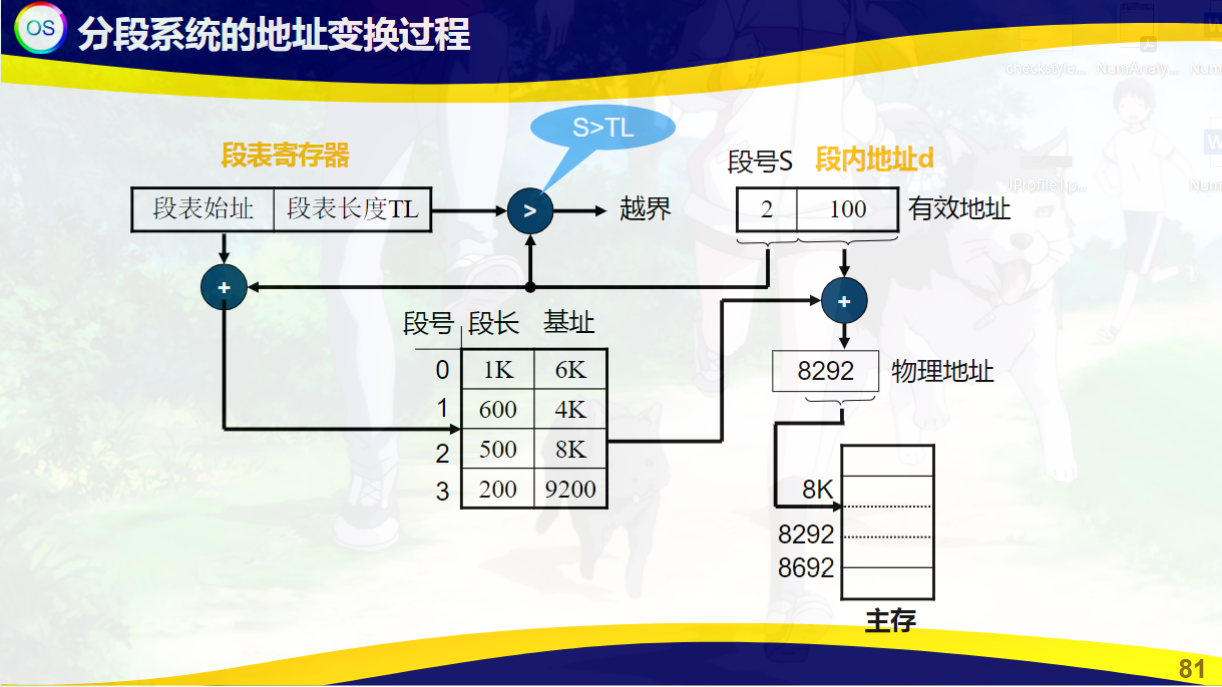 OS 分段系统的地址变换过程
checkstyle... NumAnaly... Num
S>TL
段表寄存器
段号S 段内地址d
段表始址 段表长度TL > 越界
2 100 有效地址
+
+
段号 段长 基址
0 1K 6K
1 600 4K
2 500 8K
3 200 9200
8292 物理地址
8K
8292
8692
主存
81